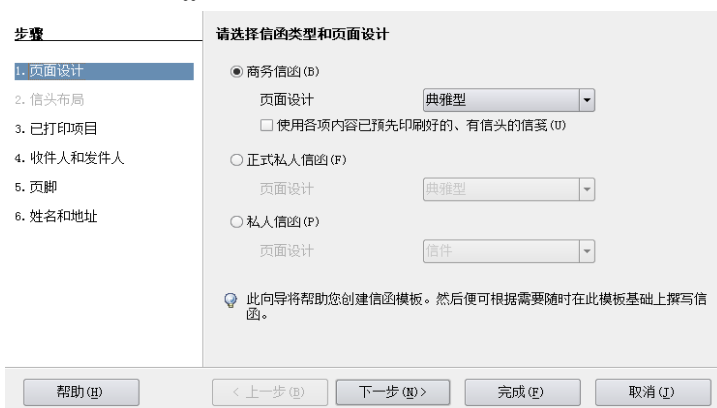 步骤
请选择信函类型和页面设计
1. 页面设计
2. 信头布局
3. 已打印项目
4. 收件人和发件人
5. 页脚
6. 姓名和地址
商务信函(B)
页面设计 典雅型
使用各项内容已预先印刷好的、有信头的信笺(U)
正式私人信函(F)
页面设计 典雅型
私人信函(P)
页面设计 信件
此向导将帮助您创建信函模板。然后便可根据需要随时在此模板基础上撰写信
函。
帮助(H) < 上一步(B) 下一步(N) > 完成(F) 取消(J)